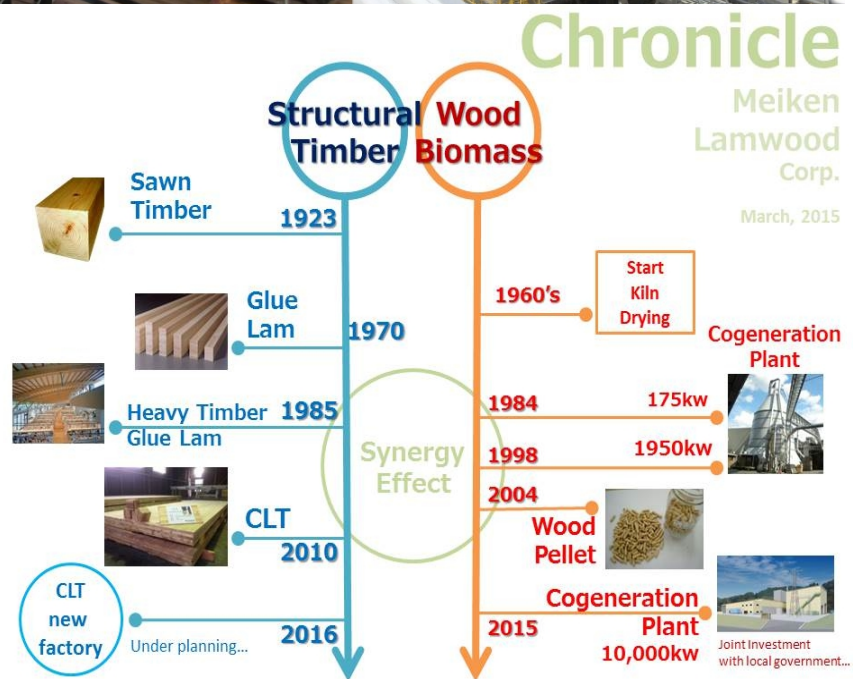 Chronicle
Meiken
Lamwood
Corp.
March, 2015
Structural
Timber
Wood
Biomass
Sawn
Timber
1923
Glue
Lam
1970
Heavy Timber
Glue Lam
1985
CLT
2010
CLT
new
factory
Under planning...
2016
Synergy
Effect
1960's
Start
Kiln
Drying
Cogeneration
Plant
1984
175kw
1998
1950kw
2004
Wood
Pellet
Cogeneration
Plant
10,000kw
2015
Joint Investment
with local government...